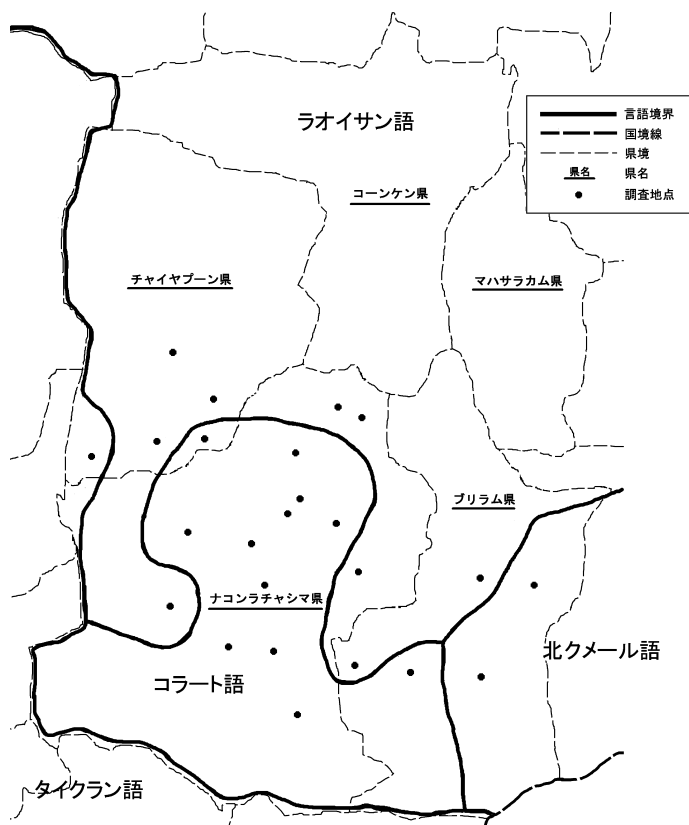 ラオイサン語
言語境界
国境線
県境
県名 県名
調査地点
コーンケン県
チャイヤプーン県
マハサラカム県
ブリラム県
ナコンラチャシマ県
北クメール語
コラート語
タイクラン語